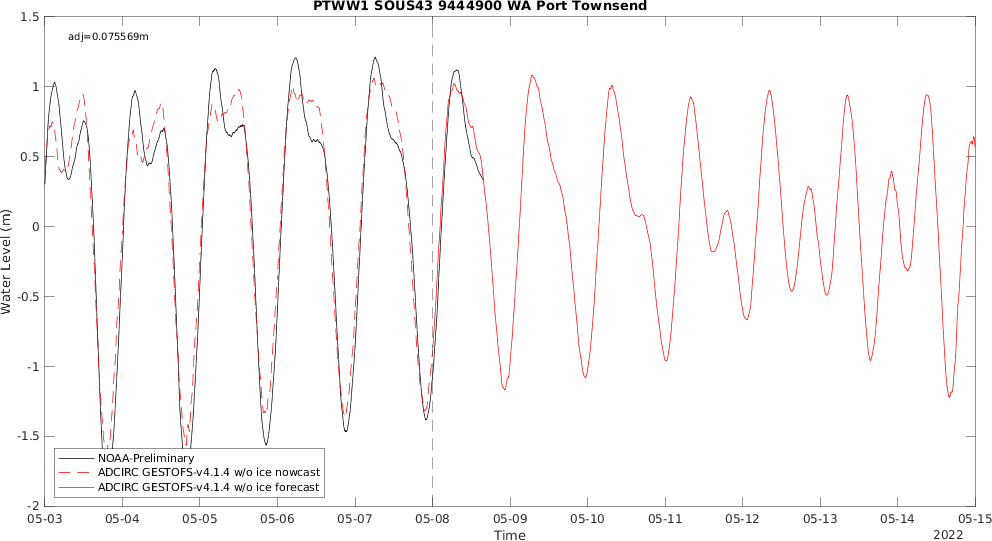 PTWW1 SOUS43 9444900 WA Port Townsend
adj=0.075569m
1.5
1
0.5
0
-0.5
-1
-1.5
-2
Water Level (m)
NOAA-Preliminary
ADCIRC GESTOFS-v4.1.4 w/o ice nowcast
ADCIRC GESTOFS-v4.1.4 w/o ice forecast
05-03 05-04 05-05 05-06 05-07 05-08 05-09 05-10 05-11 05-12 05-13 05-14 05-15
Time
2022